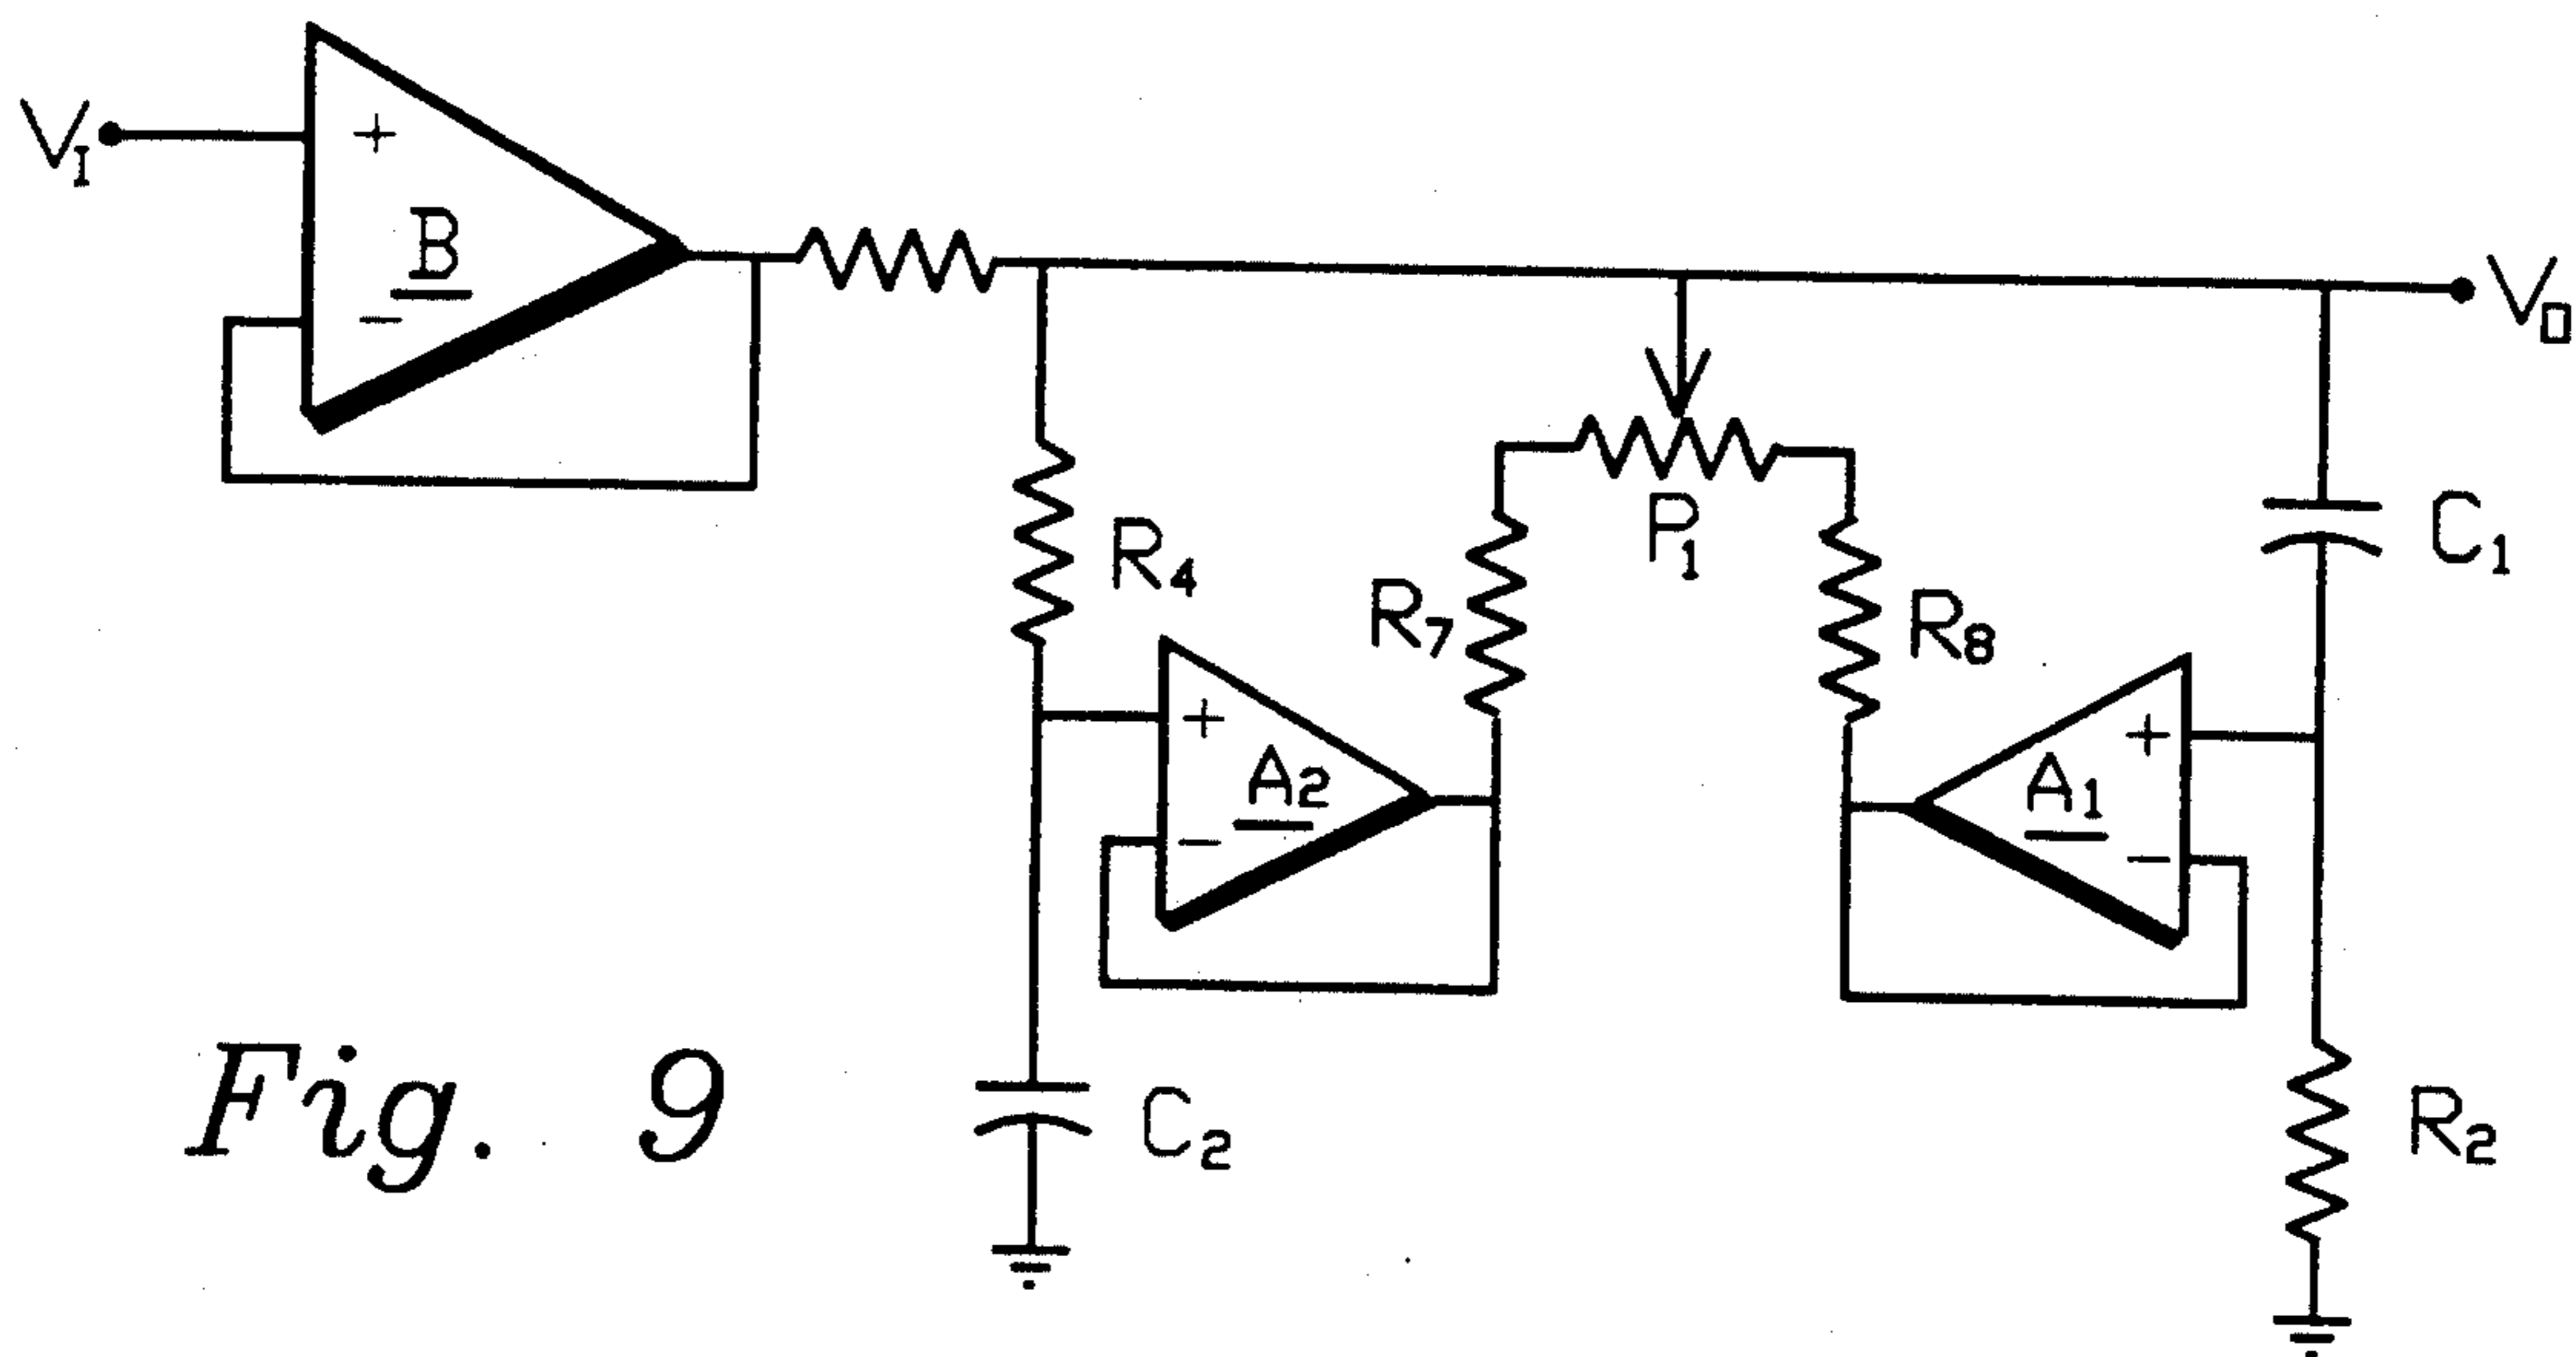 V_I
+
B
−
V_O
R_4
R_7
P_1
R_8
C_1
+
A_2
−
+
A_1
−
C_2
R_2
Fig. 9